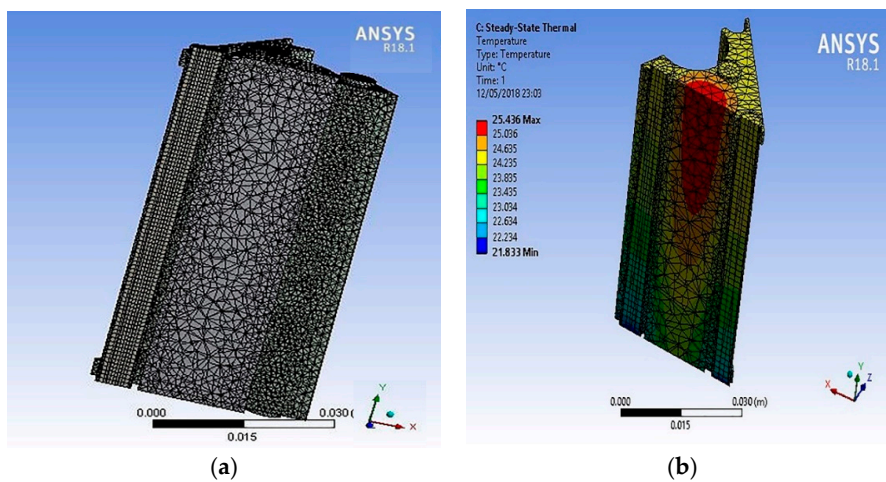 ANSYS
R18.1
Y
X
0.000
0.030(
0.015
(a)
C: Steady-State Thermal
Temperature
Type: Temperature
Unit: °C
Time: 1
12/05/2018 23:03
25.436 Max
25.036
24.635
24.235
23.835
23.435
23.034
22.634
22.234
21.833 Min
ANSYS
R18.1
Y
Z
X
0.000
0.030 (m)
0.015
(b)